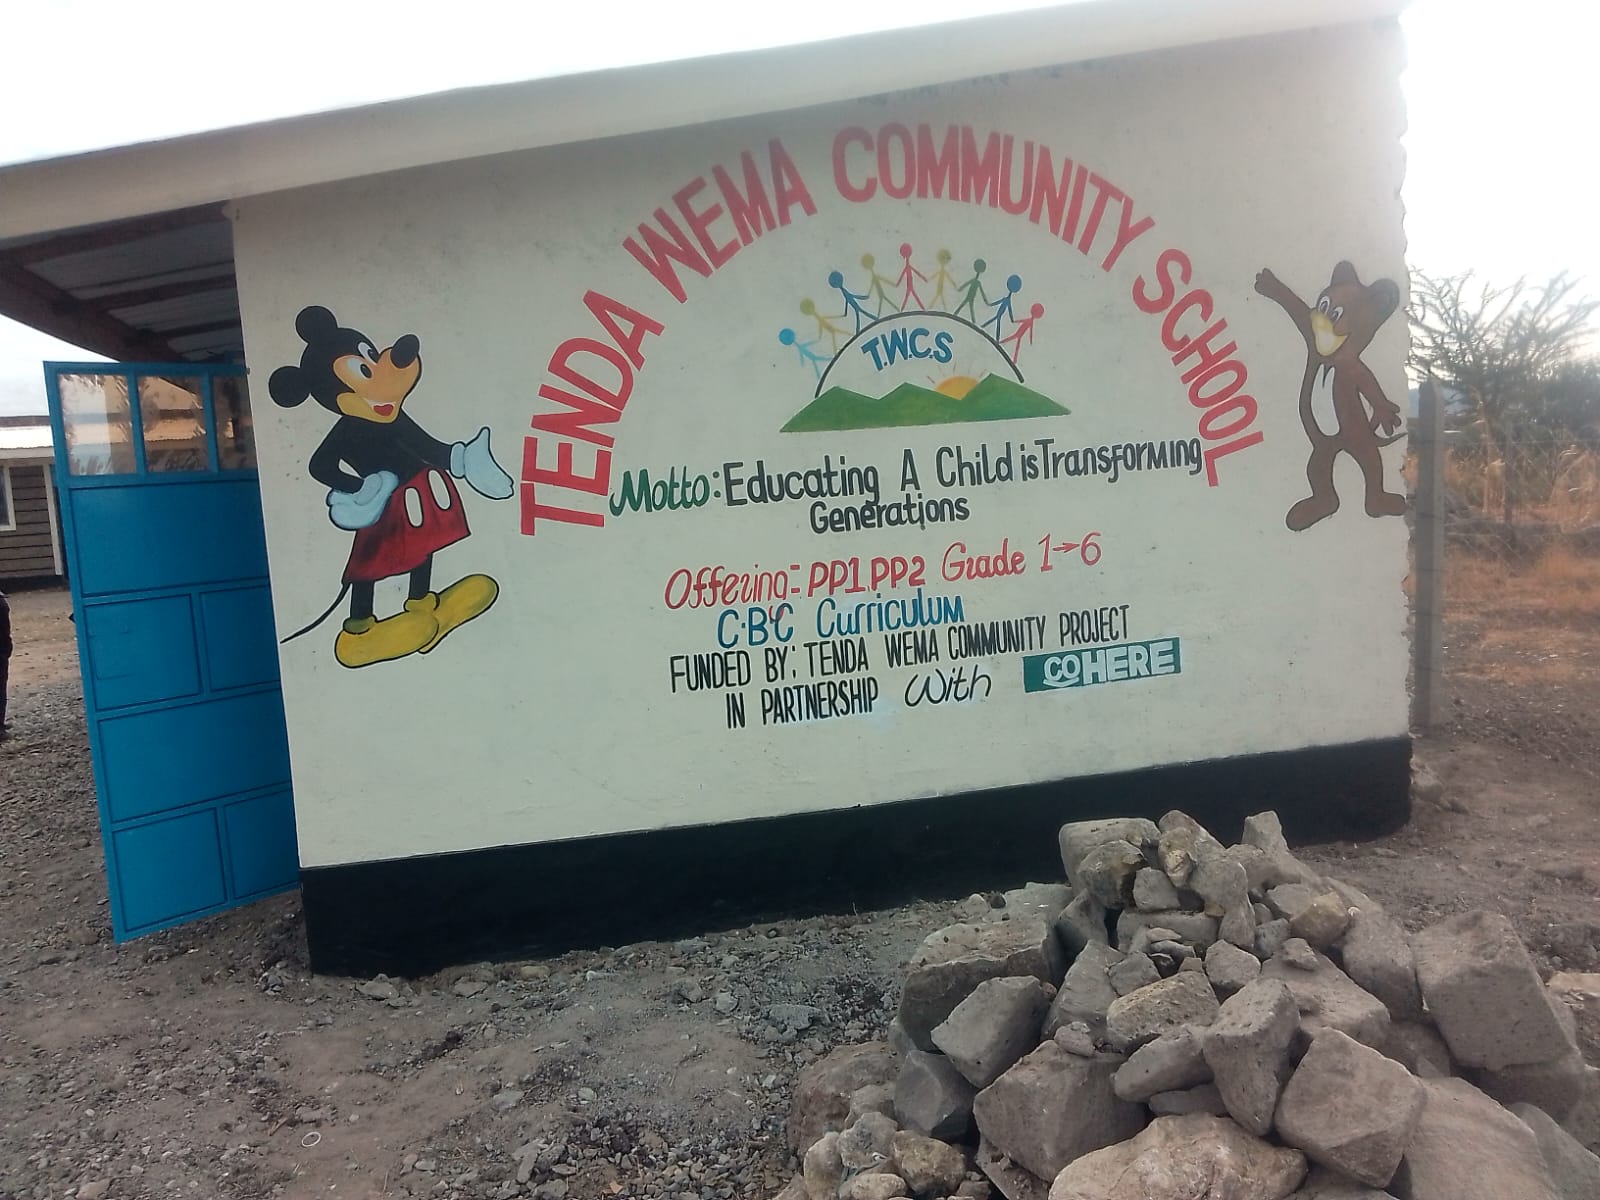 TENDA WEMA COMMUNITY SCHOOL
T.W.C.S
Motto: Educating A Child is Transforming
Generations
Offering:- PP1 PP2 Grade 1→6
C·B·C Curriculum
FUNDED BY: TENDA WEMA COMMUNITY PROJECT
IN PARTNERSHIP With COHERE